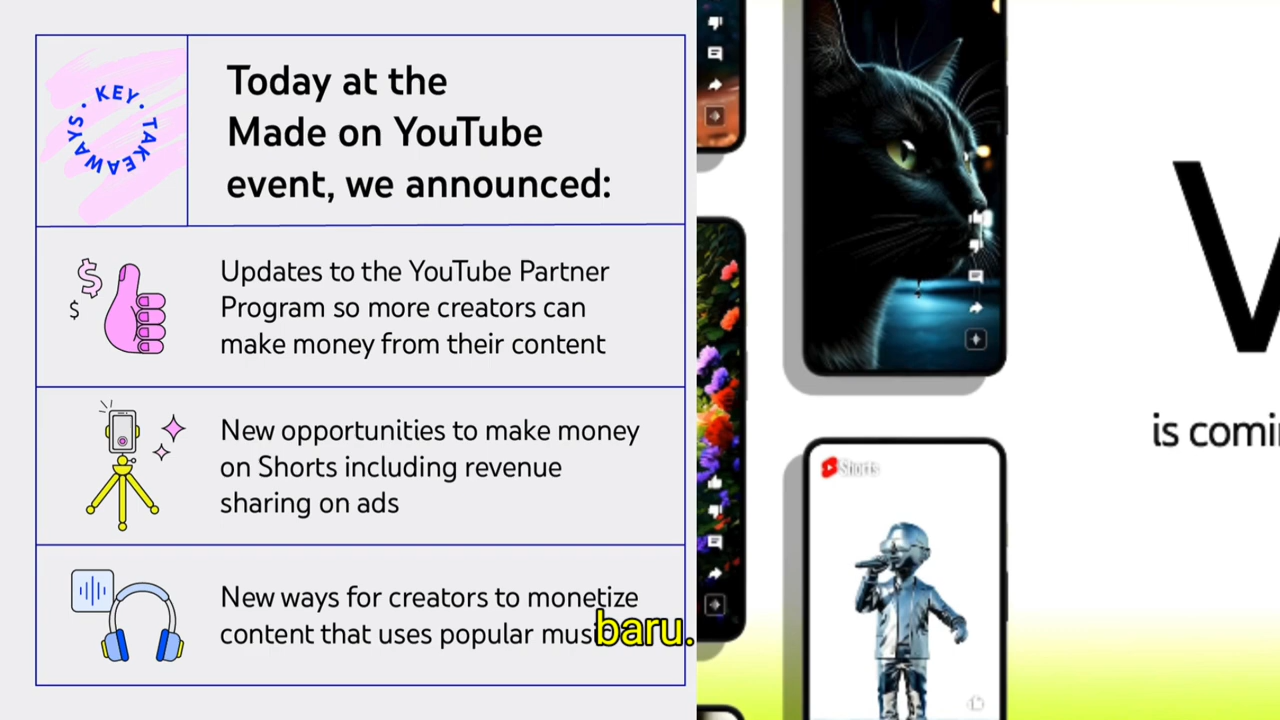 KEY · TAKEAWAYS ·
Today at the
Made on YouTube
event, we announced:
Updates to the YouTube Partner
Program so more creators can
make money from their content
New opportunities to make money
on Shorts including revenue
sharing on ads
New ways for creators to monetize
content that uses popular
baru.
Shorts
is